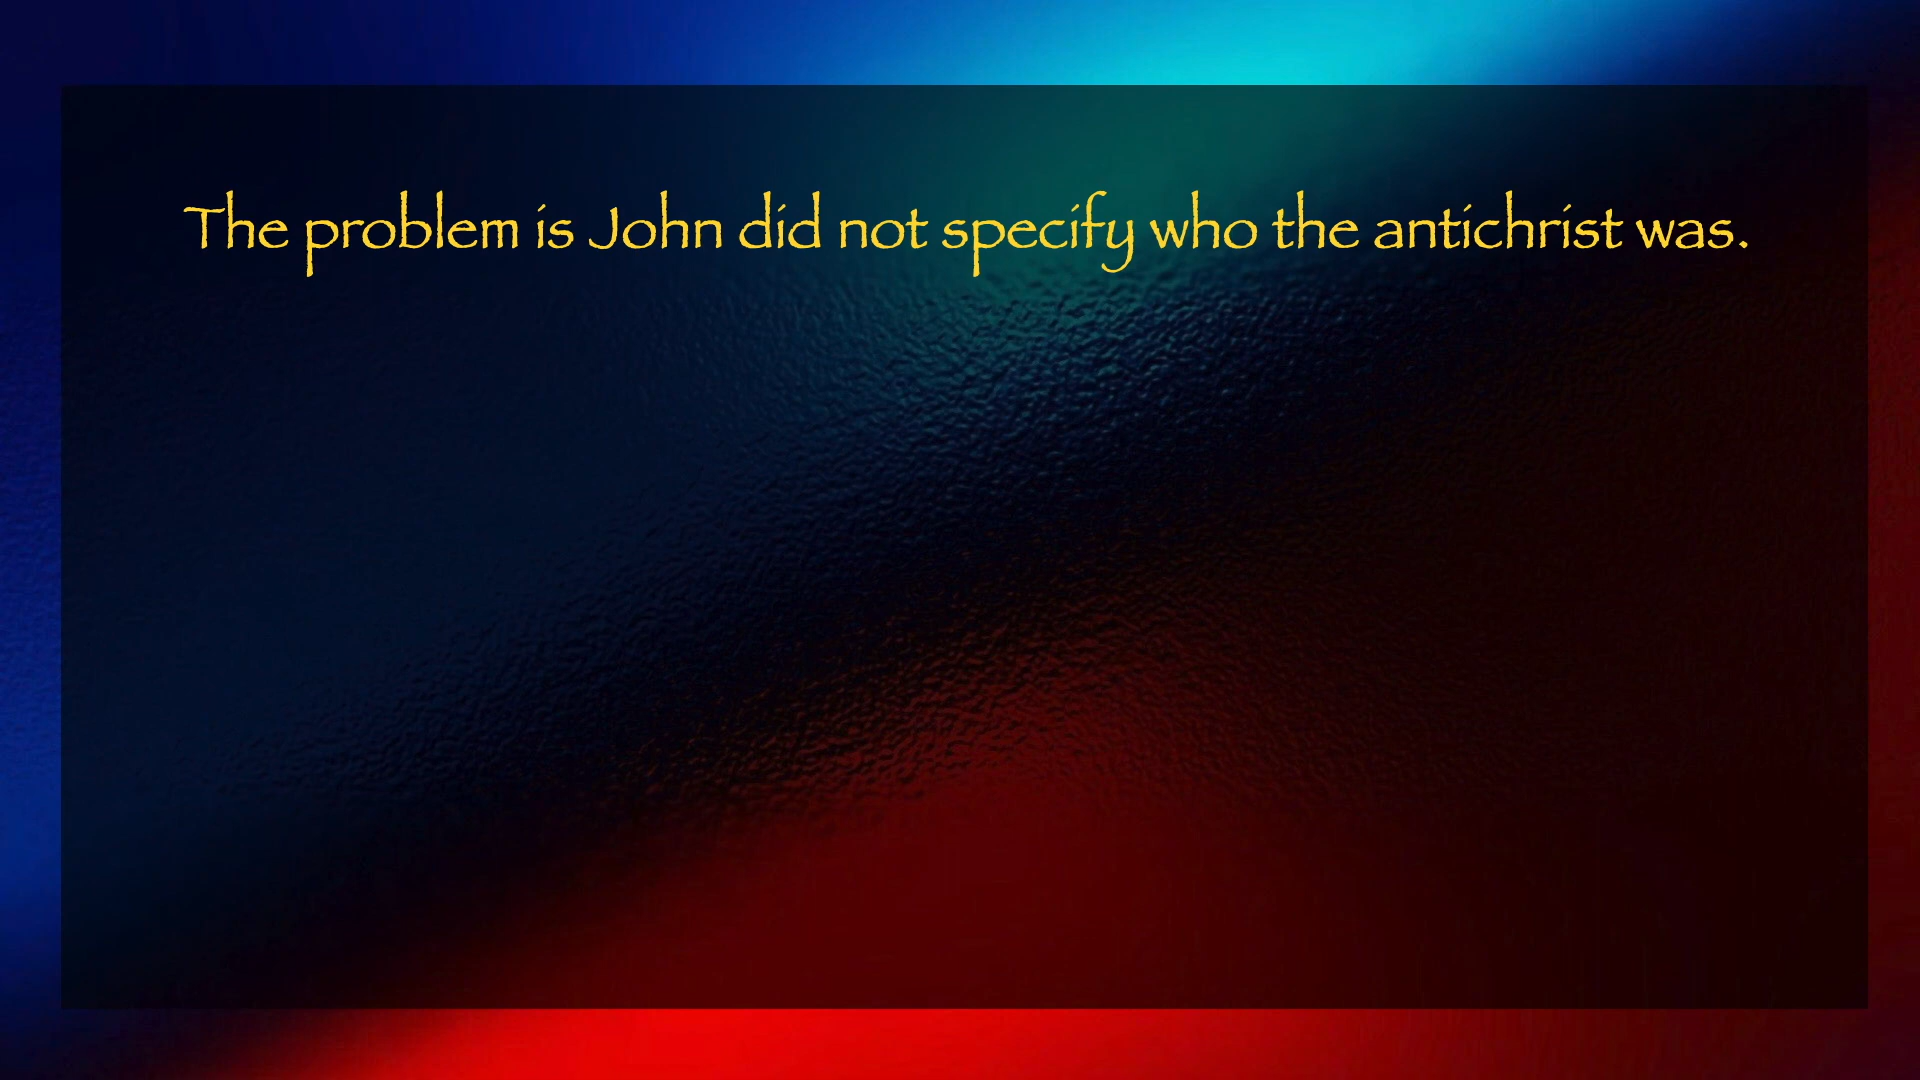 The problem is John did not specify who the antichrist was.